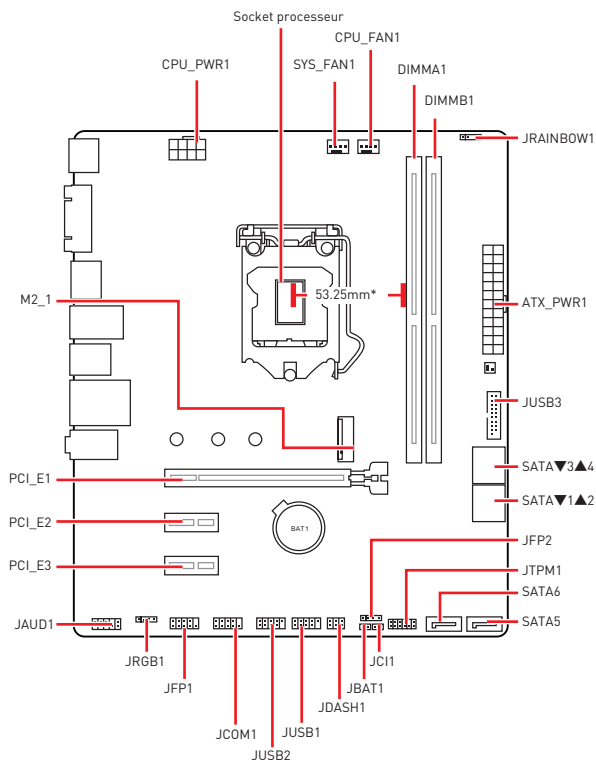 Socket processeur
CPU_FAN1
CPU_PWR1
SYS_FAN1
DIMMA1
DIMMB1
JRAINBOW1
M2_1
53.25mm*
ATX_PWR1
JUSB3
PCI_E1
SATA▼3▲4
SATA▼1▲2
PCI_E2
BAT1
JFP2
PCI_E3
JTPM1
SATA6
JAUD1
SATA5
JRGB1
JCI1
JFP1
JBAT1
JDASH1
JCOM1
JUSB1
JUSB2